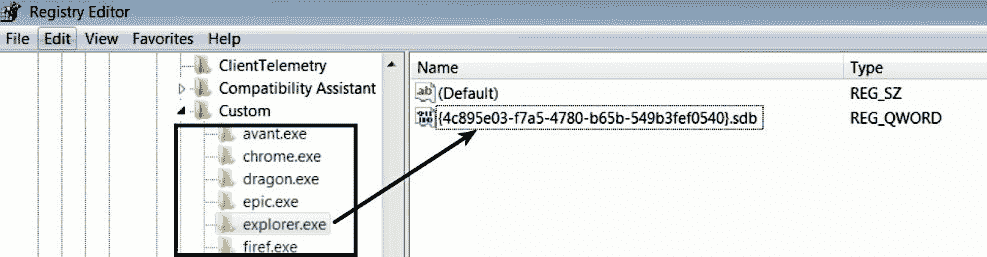 Registry Editor
File Edit View Favorites Help
ClientTelemetry
Compatibility Assistant
Custom
avant.exe
chrome.exe
dragon.exe
epic.exe
explorer.exe
firef.exe
Name Type
ab (Default) REG_SZ
{4c895e03-f7a5-4780-b65b-549b3fef0540}.sdb REG_QWORD